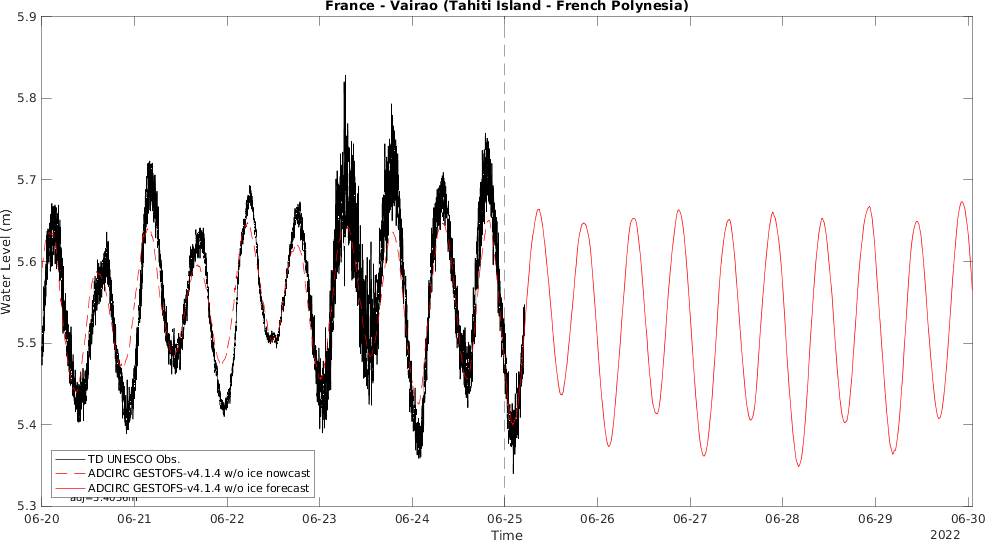 France - Vairao (Tahiti Island - French Polynesia)
5.9
5.8
5.7
5.6
5.5
5.4
5.3
Water Level (m)
TD UNESCO Obs.
ADCIRC GESTOFS-v4.1.4 w/o ice nowcast
ADCIRC GESTOFS-v4.1.4 w/o ice forecast
06-20 06-21 06-22 06-23 06-24 06-25 06-26 06-27 06-28 06-29 06-30
Time
2022